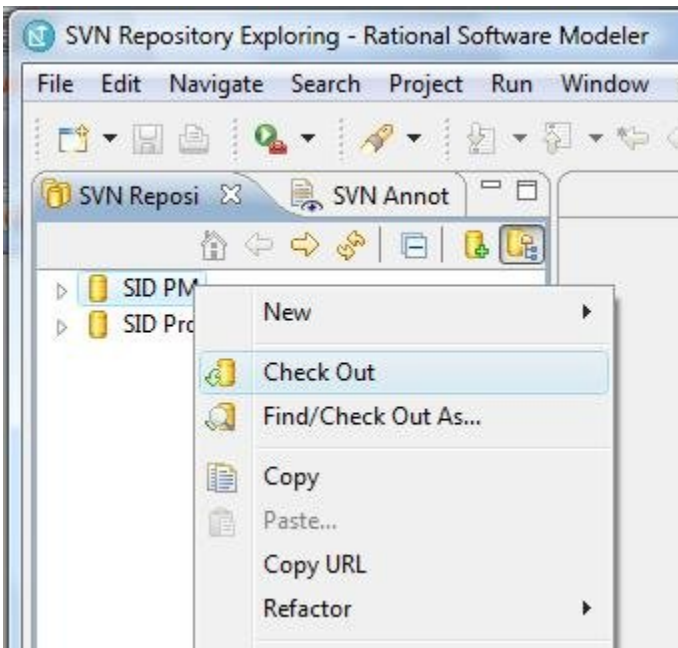 SVN Repository Exploring - Rational Software Modeler
File Edit Navigate Search Project Run Window
SVN Reposi SVN Annot
SID PM
SID Pro
New
Check Out
Find/Check Out As...
Copy
Paste...
Copy URL
Refactor